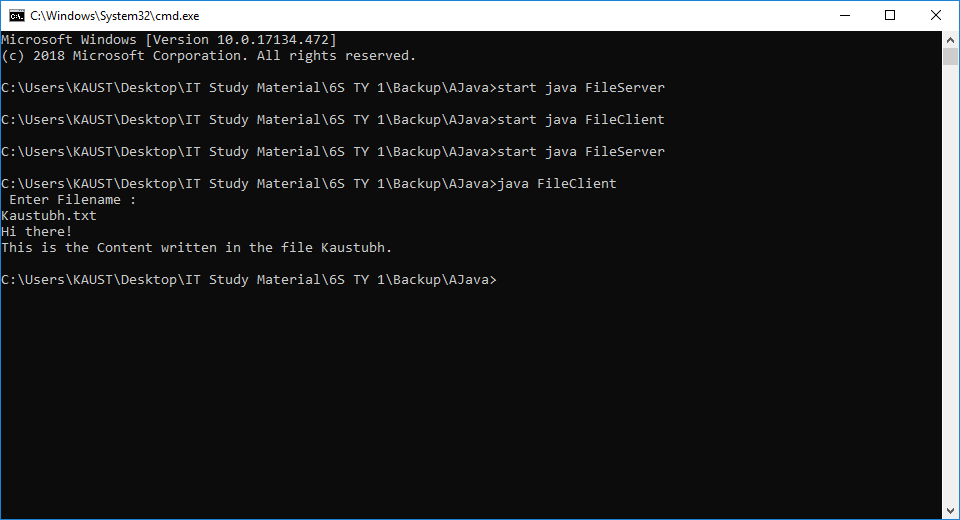 C:\Windows\System32\cmd.exe
Microsoft Windows [Version 10.0.17134.472]
(c) 2018 Microsoft Corporation. All rights reserved.
C:\Users\KAUST\Desktop\IT Study Material\6S TY 1\Backup\AJava>start java FileServer
C:\Users\KAUST\Desktop\IT Study Material\6S TY 1\Backup\AJava>start java FileClient
C:\Users\KAUST\Desktop\IT Study Material\6S TY 1\Backup\AJava>start java FileServer
C:\Users\KAUST\Desktop\IT Study Material\6S TY 1\Backup\AJava>java FileClient
 Enter Filename :
Kaustubh.txt
Hi there!
This is the Content written in the file Kaustubh.
C:\Users\KAUST\Desktop\IT Study Material\6S TY 1\Backup\AJava>